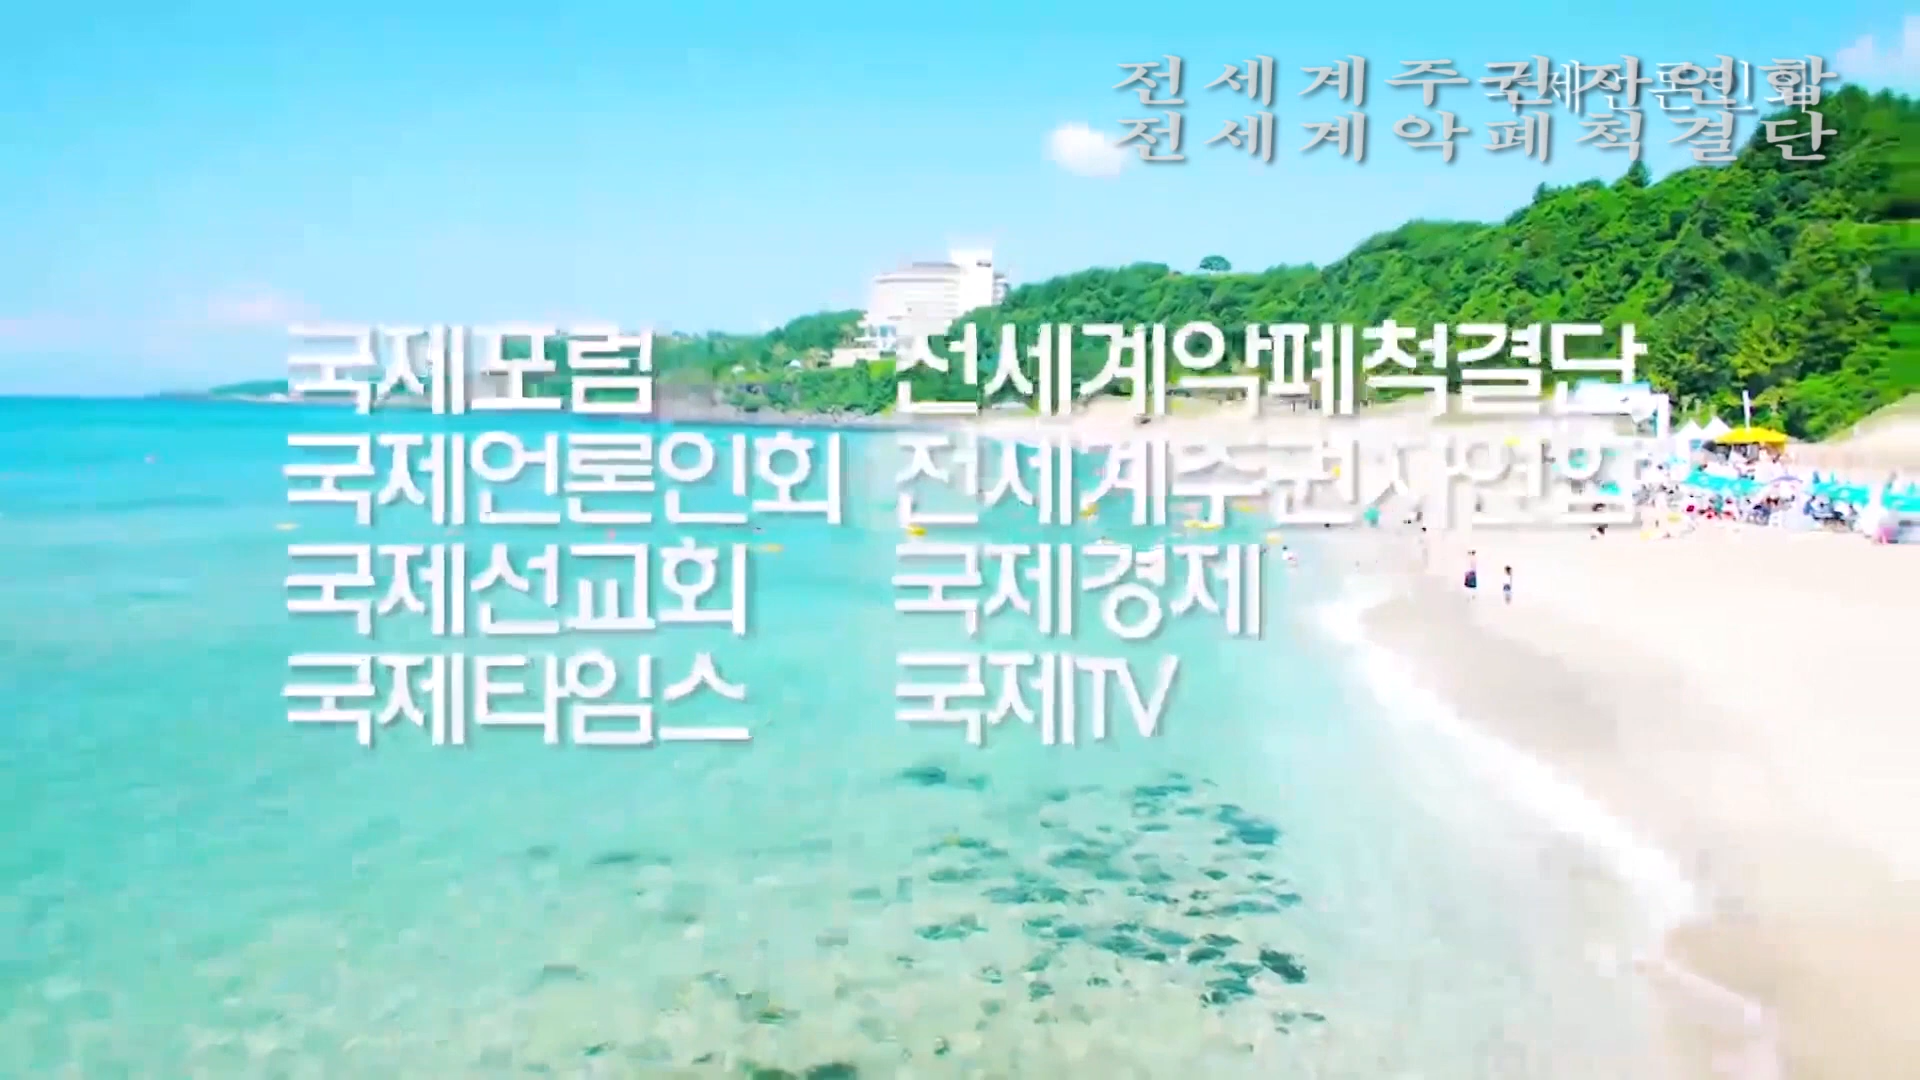 전세계주권자연합
전세계악폐척결단
국제포럼 전세계악폐척결단
국제언론인회 전세계주권자연합
국제선교회 국제경제
국제타임스 국제TV